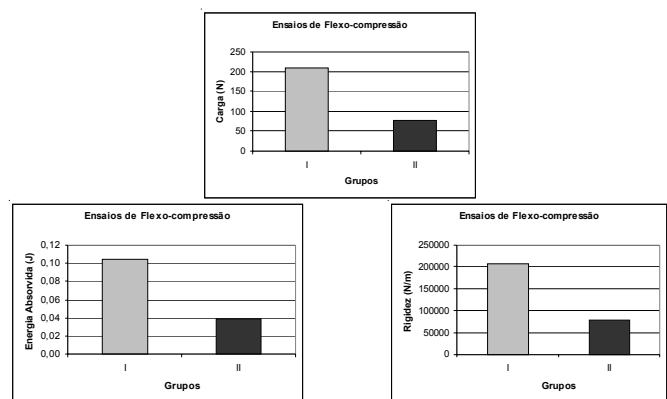 Ensaios de Flexo-compressão
Carga (N)
250
200
150
100
50
0
I
II
Grupos
Ensaios de Flexo-compressão
Energia Absorvida (J)
0,12
0,10
0,08
0,06
0,04
0,02
0,00
I
II
Grupos
Ensaios de Flexo-compressão
Rigidez (N/m)
250000
200000
150000
100000
50000
0
I
II
Grupos